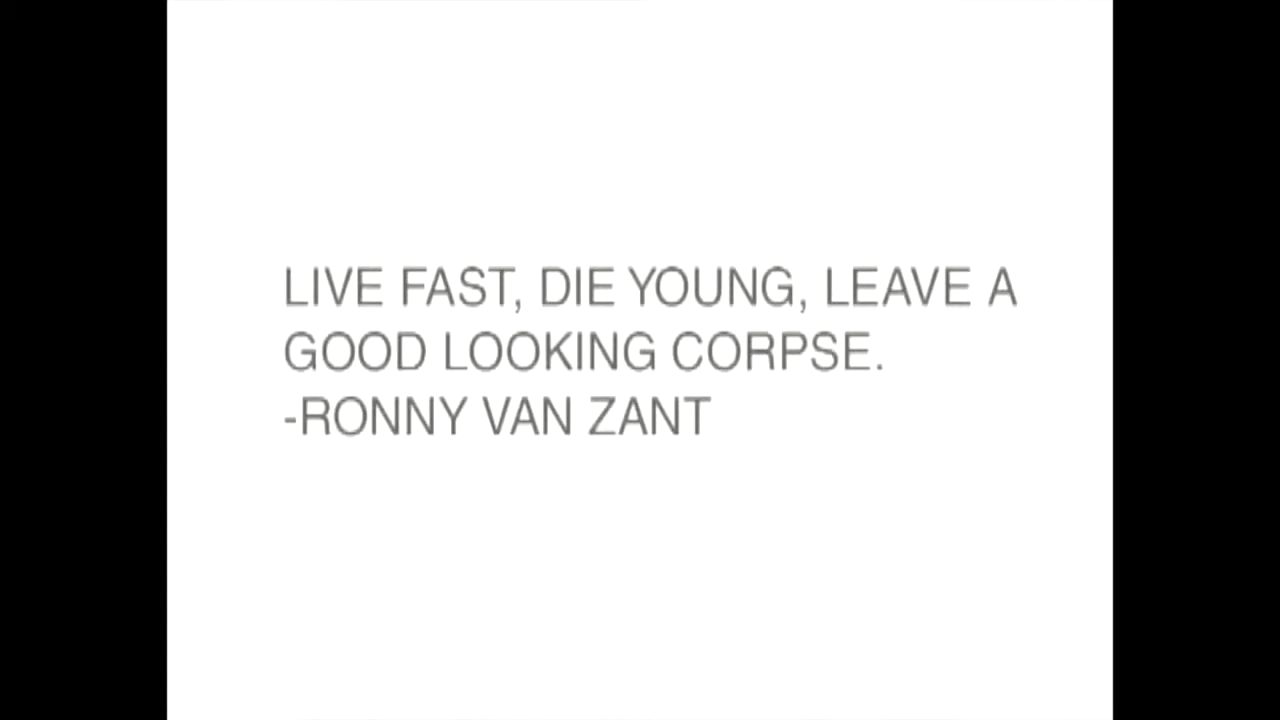 LIVE FAST, DIE YOUNG, LEAVE A
GOOD LOOKING CORPSE.
-RONNY VAN ZANT